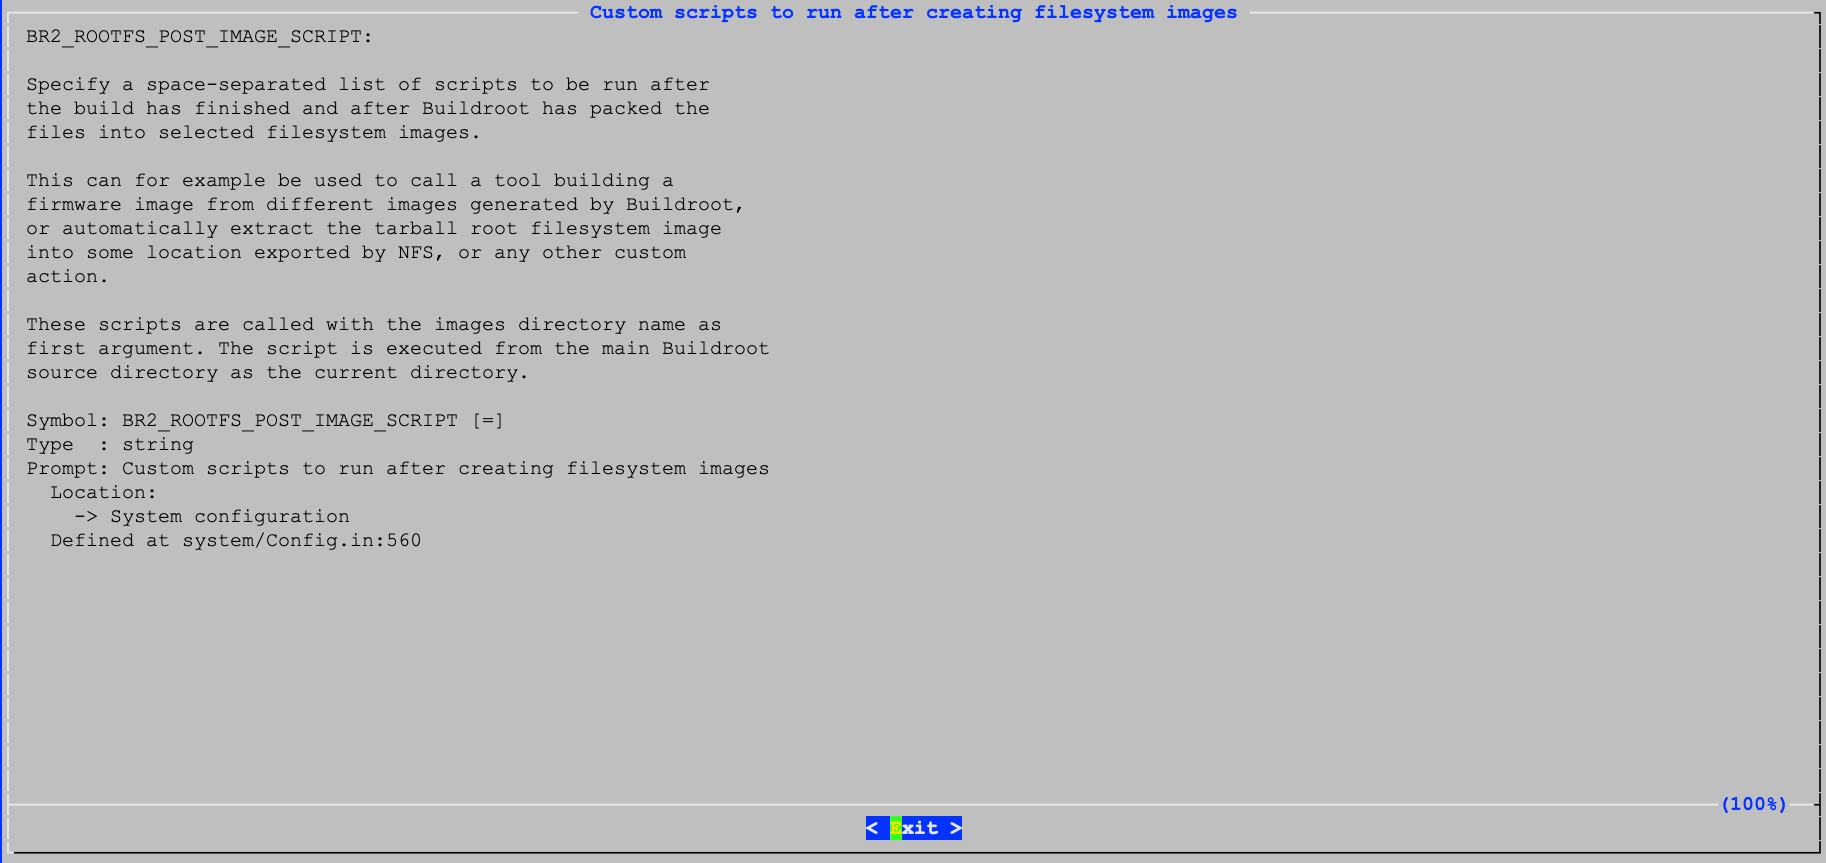 Custom scripts to run after creating filesystem images
BR2_ROOTFS_POST_IMAGE_SCRIPT:
Specify a space-separated list of scripts to be run after
the build has finished and after Buildroot has packed the
files into selected filesystem images.
This can for example be used to call a tool building a
firmware image from different images generated by Buildroot,
or automatically extract the tarball root filesystem image
into some location exported by NFS, or any other custom
action.
These scripts are called with the images directory name as
first argument. The script is executed from the main Buildroot
source directory as the current directory.
Symbol: BR2_ROOTFS_POST_IMAGE_SCRIPT [=]
Type  : string
Prompt: Custom scripts to run after creating filesystem images
  Location:
    -> System configuration
  Defined at system/Config.in:560
(100%)
< Exit >